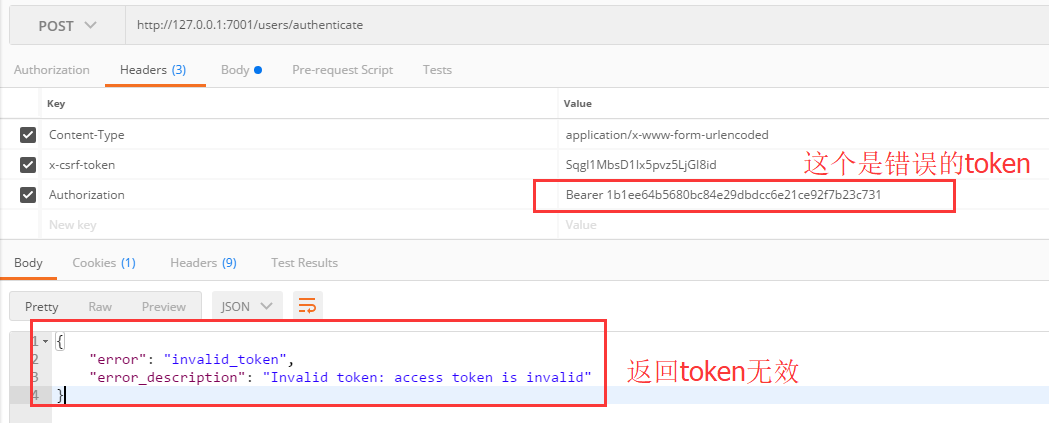 POST
http://127.0.0.1:7001/users/authenticate
Authorization
Headers (3)
Body
Pre-request Script
Tests
Key
Value
Content-Type
application/x-www-form-urlencoded
x-csrf-token
SqgI1MbsD1Ix5pvz5LjGI8id
这个是错误的token
Authorization
Bearer 1b1ee64b5680bc84e29dbdcc6e21ce92f7b23c731
New key
Value
Body
Cookies (1)
Headers (9)
Test Results
Pretty
Raw
Preview
JSON
1 {
2 "error": "invalid_token",
3 "error_description": "Invalid token: access token is invalid"
4 }
返回token无效